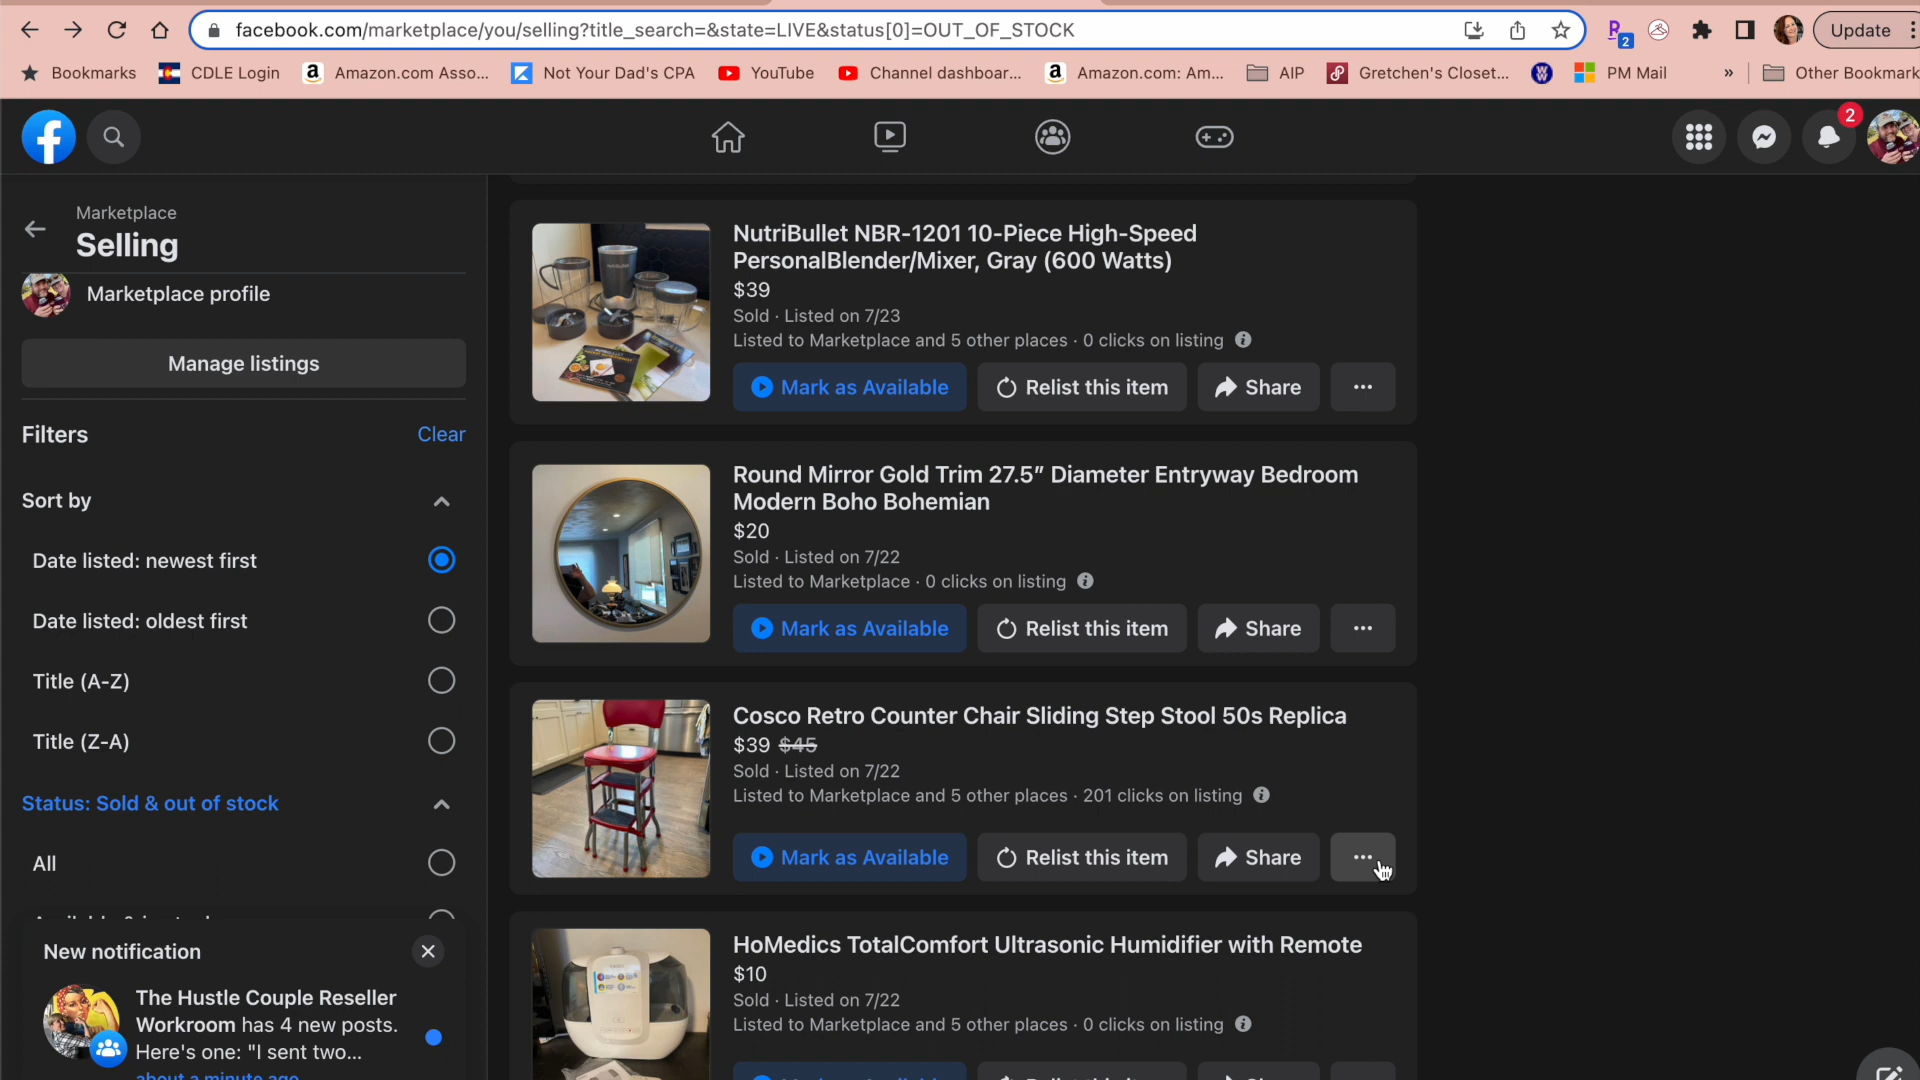 facebook.com/marketplace/you/selling?title_search=&state=LIVE&status[0]=OUT_OF_STOCK
2
Update
Bookmarks
CDLE Login
Amazon.com Asso...
Not Your Dad's CPA
YouTube
Channel dashboar...
Amazon.com: Am...
AIP
Gretchen's Closet...
PM Mail
»
Other Bookmark
2
Marketplace
Selling
Marketplace profile
Manage listings
Filters
Clear
Sort by
Date listed: newest first
Date listed: oldest first
Title (A-Z)
Title (Z-A)
Status: Sold & out of stock
All
New notification
The Hustle Couple Reseller
Workroom has 4 new posts.
Here's one: "I sent two...
about a minute ago
NutriBullet NBR-1201 10-Piece High-Speed
PersonalBlender/Mixer, Gray (600 Watts)
$39
Sold · Listed on 7/23
Listed to Marketplace and 5 other places · 0 clicks on listing
Mark as Available
Relist this item
Share
Round Mirror Gold Trim 27.5” Diameter Entryway Bedroom
Modern Boho Bohemian
$20
Sold · Listed on 7/22
Listed to Marketplace · 0 clicks on listing
Mark as Available
Relist this item
Share
Cosco Retro Counter Chair Sliding Step Stool 50s Replica
$39 $45
Sold · Listed on 7/22
Listed to Marketplace and 5 other places · 201 clicks on listing
Mark as Available
Relist this item
Share
HoMedics TotalComfort Ultrasonic Humidifier with Remote
$10
Sold · Listed on 7/22
Listed to Marketplace and 5 other places · 0 clicks on listing